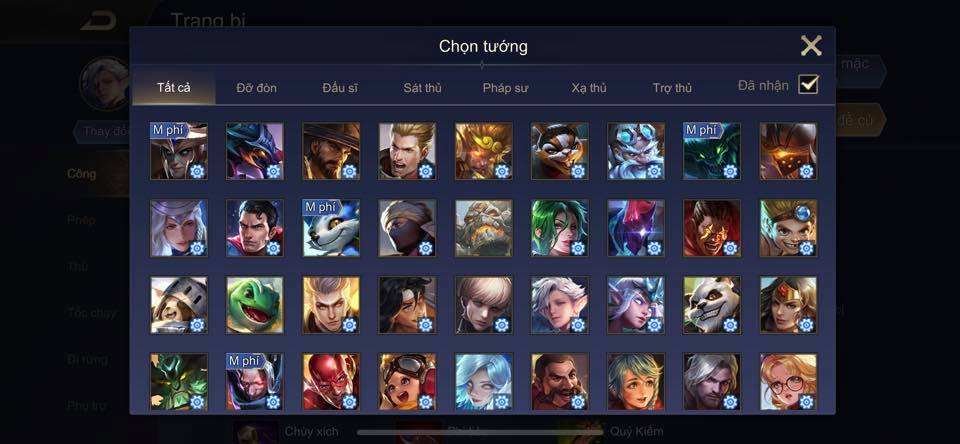 Trang bị
Chọn tướng
Tất cả
Đỡ đòn
Đấu sĩ
Sát thủ
Pháp sư
Xạ thủ
Trợ thủ
Đã nhận
mặc
Thay đổi
đề cử
M phí
M phí
Công
Phép
M phí
Thủ
Tốc chạy
Đi rừng
M phí
Phụ trợ
Chùy xích
Quỷ Kiếm